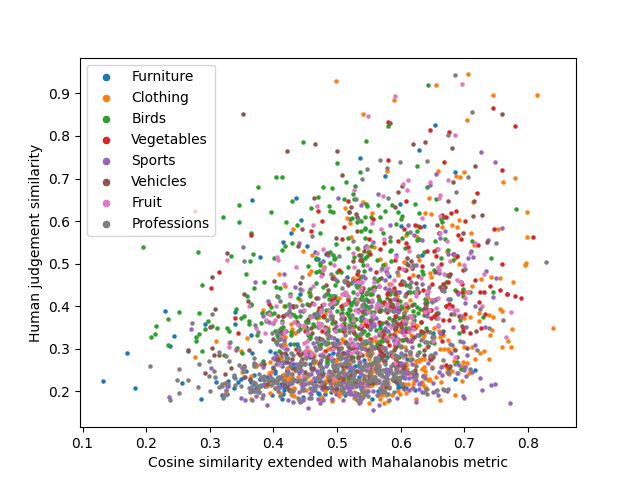 Furniture
Clothing
Birds
Vegetables
Sports
Vehicles
Fruit
Professions
0.9
0.8
0.7
0.6
0.5
0.4
0.3
0.2
Human judgement similarity
0.1 0.2 0.3 0.4 0.5 0.6 0.7 0.8
Cosine similarity extended with Mahalanobis metric